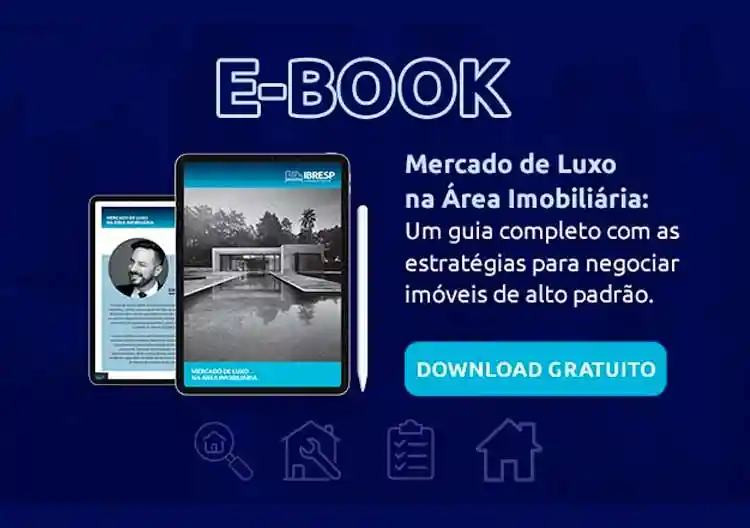 E-BOOK
Mercado de Luxo
na Área Imobiliária:
Um guia completo com as
estratégias para negociar
imóveis de alto padrão.
DOWNLOAD GRATUITO
IBRESP
MERCADO DE LUXO
NA ÁREA IMOBILIÁRIA
MERCADO DE LUXO
NA ÁREA IMOBILIÁRIA